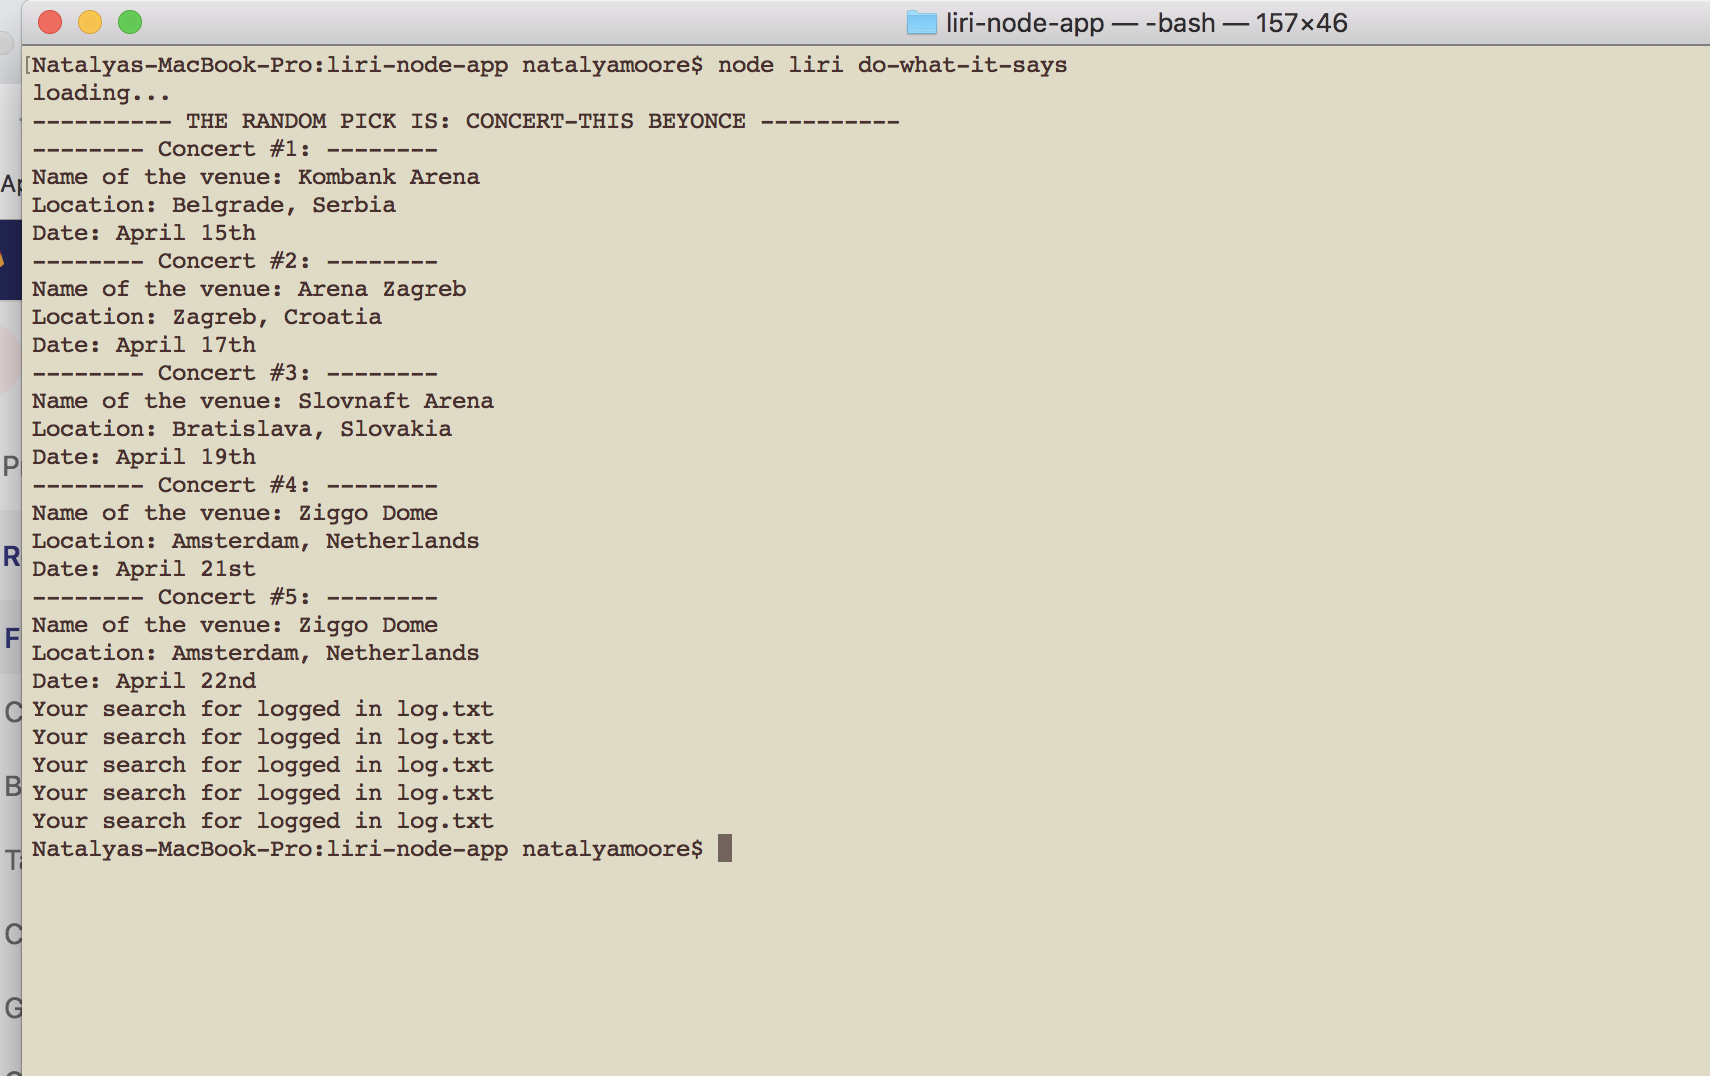 liri-node-app — -bash — 157×46
[Natalyas-MacBook-Pro:liri-node-app natalyamoore$ node liri do-what-it-says
loading...
---------- THE RANDOM PICK IS: CONCERT-THIS BEYONCE ----------
-------- Concert #1: --------
Name of the venue: Kombank Arena
Location: Belgrade, Serbia
Date: April 15th
-------- Concert #2: --------
Name of the venue: Arena Zagreb
Location: Zagreb, Croatia
Date: April 17th
-------- Concert #3: --------
Name of the venue: Slovnaft Arena
Location: Bratislava, Slovakia
Date: April 19th
-------- Concert #4: --------
Name of the venue: Ziggo Dome
Location: Amsterdam, Netherlands
Date: April 21st
-------- Concert #5: --------
Name of the venue: Ziggo Dome
Location: Amsterdam, Netherlands
Date: April 22nd
Your search for logged in log.txt
Your search for logged in log.txt
Your search for logged in log.txt
Your search for logged in log.txt
Your search for logged in log.txt
Natalyas-MacBook-Pro:liri-node-app natalyamoore$